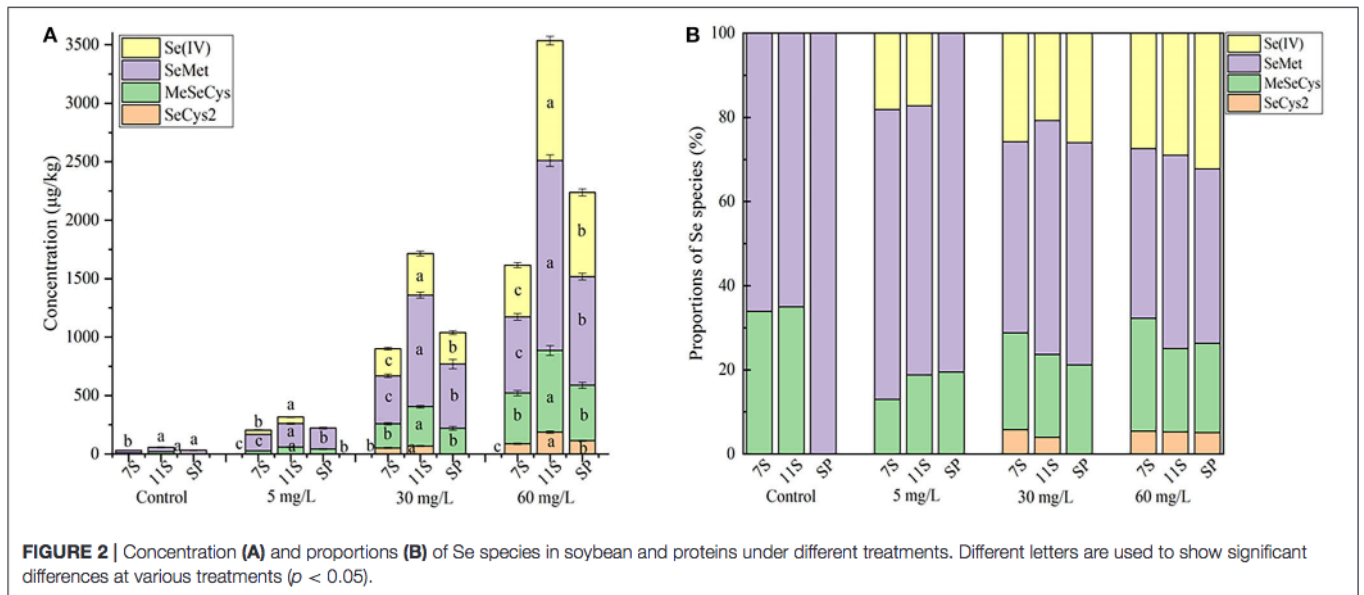 A
3500
3000
2500
2000
1500
1000
500
0
Concentration (µg/kg)
Se(IV)
SeMet
MeSeCys
SeCys2
b
a
a
a
b
c
a
a
a
b
b
c
c
b
b
a
a
a
a
b
b
b
c
c
b
c
a
a
a
a
b
b
b
b
7S
11S
SP
7S
11S
SP
7S
11S
SP
7S
11S
SP
Control
5 mg/L
30 mg/L
60 mg/L
B
100
80
60
40
20
0
Proportions of Se species (%)
Se(IV)
SeMet
MeSeCys
SeCys2
7S
11S
SP
7S
11S
SP
7S
11S
SP
7S
11S
SP
Control
5 mg/L
30 mg/L
60 mg/L
FIGURE 2 | Concentration (A) and proportions (B) of Se species in soybean and proteins under different treatments. Different letters are used to show significant
differences at various treatments (p < 0.05).